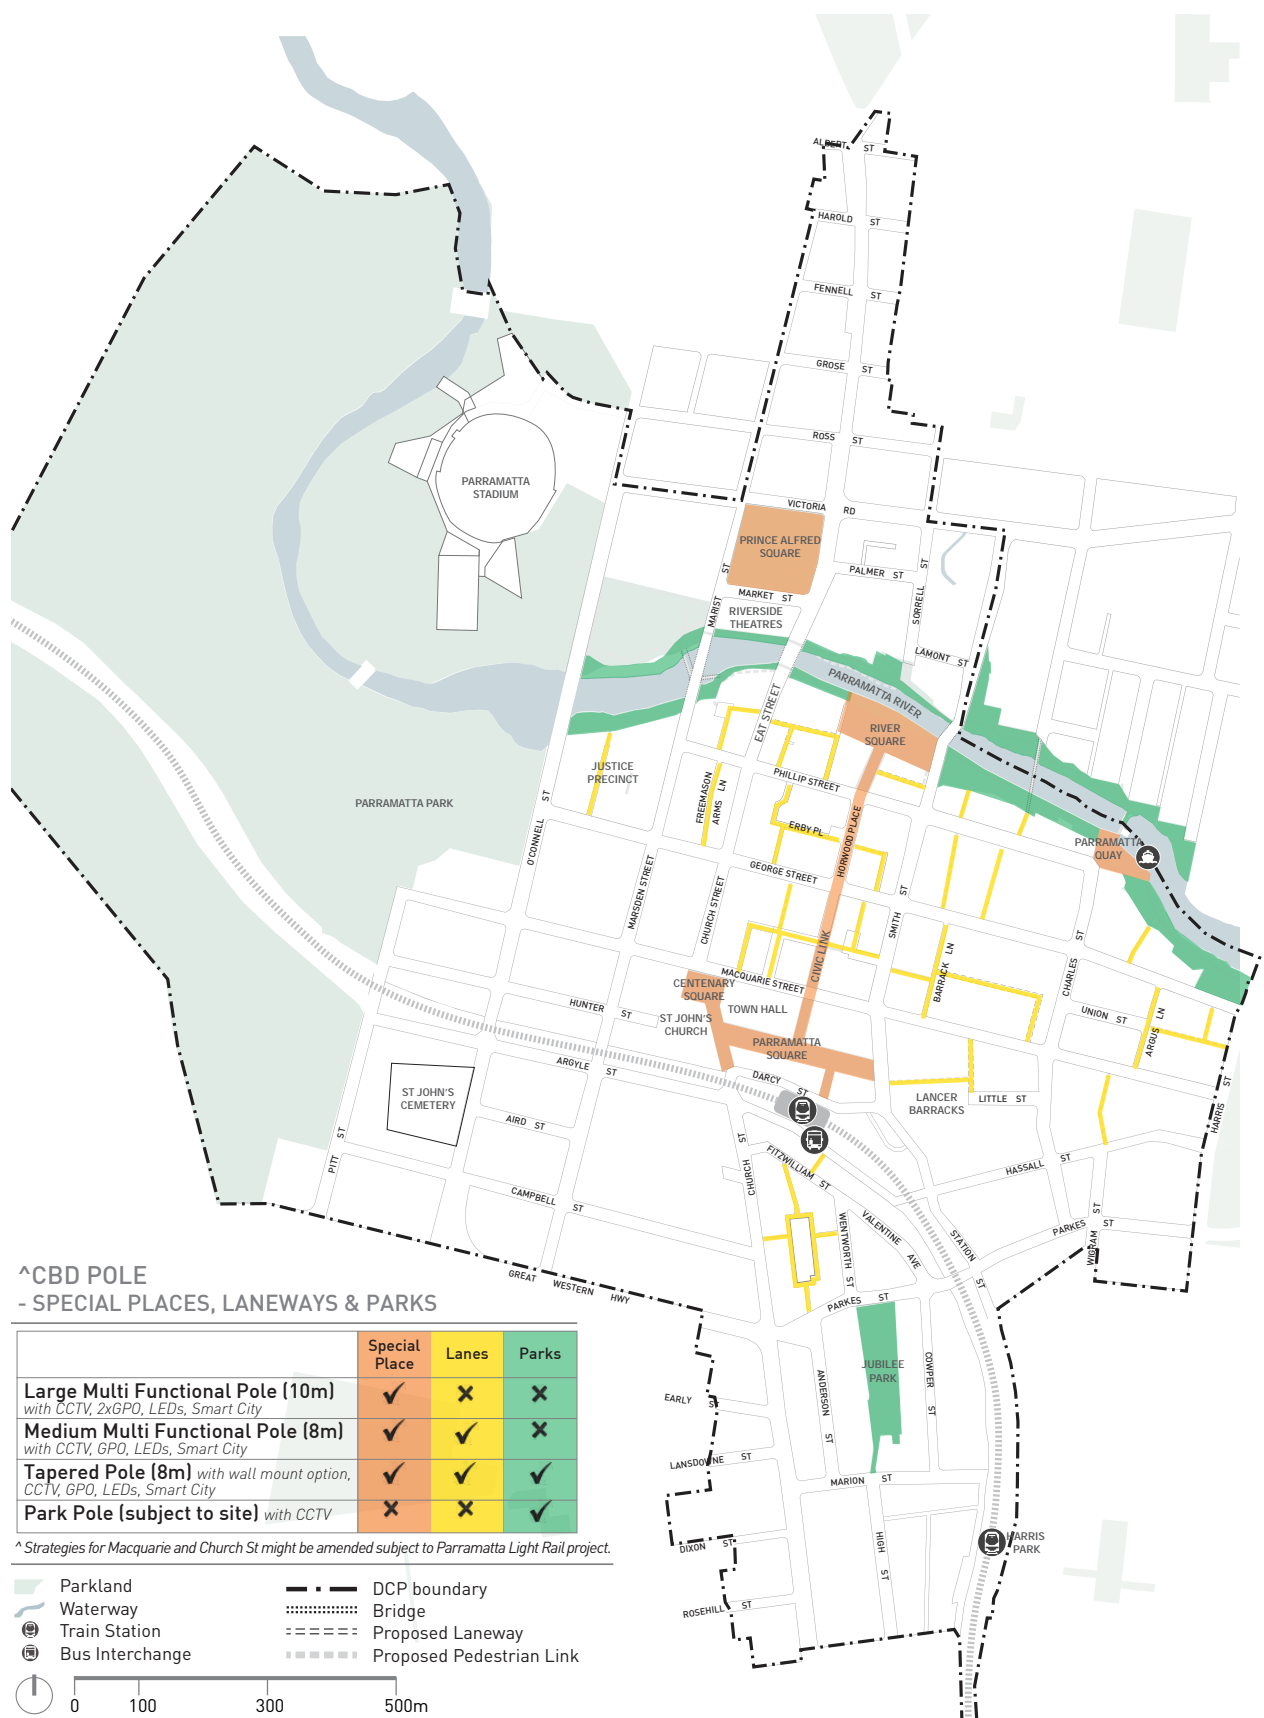 ALBERT ST
HAROLD ST
FENNELL ST
GROSE ST
ROSS ST
VICTORIA RD
PARRAMATTA
STADIUM
PRINCE ALFRED
SQUARE
PALMER ST
SORRELL ST
MARKET ST
MARIST ST
RIVERSIDE
THEATRES
LAMONT ST
PARRAMATTA RIVER
EAT STREET
RIVER
SQUARE
JUSTICE
PRECINCT
PHILLIP STREET
FREEMASON
ARMS LN
PARRAMATTA PARK
O'CONNELL ST
ERBY PL
HORWOOD PLACE
PARRAMATTA
QUAY
GEORGE STREET
MARSDEN STREET
CHURCH STREET
SMITH ST
CIVIC LINK
BARRACK LN
CHARLES ST
MACQUARIE STREET
CENTENARY
SQUARE
TOWN HALL
HUNTER ST
ST JOHN'S
CHURCH
UNION ST
ARGUS LN
PARRAMATTA
SQUARE
ARGYLE ST
DARCY ST
ST JOHN'S
CEMETERY
LANCER
BARRACKS
LITTLE ST
HARRIS ST
AIRD ST
PITT ST
CHURCH ST
FITZWILLIAM ST
HASSALL ST
CAMPBELL ST
WENTWORTH ST
VALENTINE AVE
STATION ST
PARKES ST
WIGRAM ST
GREAT WESTERN HWY
PARKES ST
JUBILEE
PARK
ANDERSON ST
COWPER ST
EARLY ST
LANSDOWNE ST
MARION ST
HIGH ST
DIXON ST
HARRIS
PARK
ROSEHILL ST
^CBD POLE
- SPECIAL PLACES, LANEWAYS & PARKS
Special
Place
Lanes
Parks
Large Multi Functional Pole (10m)
with CCTV, 2xGPO, LEDs, Smart City
Medium Multi Functional Pole (8m)
with CCTV, GPO, LEDs, Smart City
Tapered Pole (8m) with wall mount option,
CCTV, GPO, LEDs, Smart City
Park Pole (subject to site) with CCTV
^ Strategies for Macquarie and Church St might be amended subject to Parramatta Light Rail project.
Parkland
Waterway
Train Station
Bus Interchange
DCP boundary
Bridge
Proposed Laneway
Proposed Pedestrian Link
0 100 300 500m